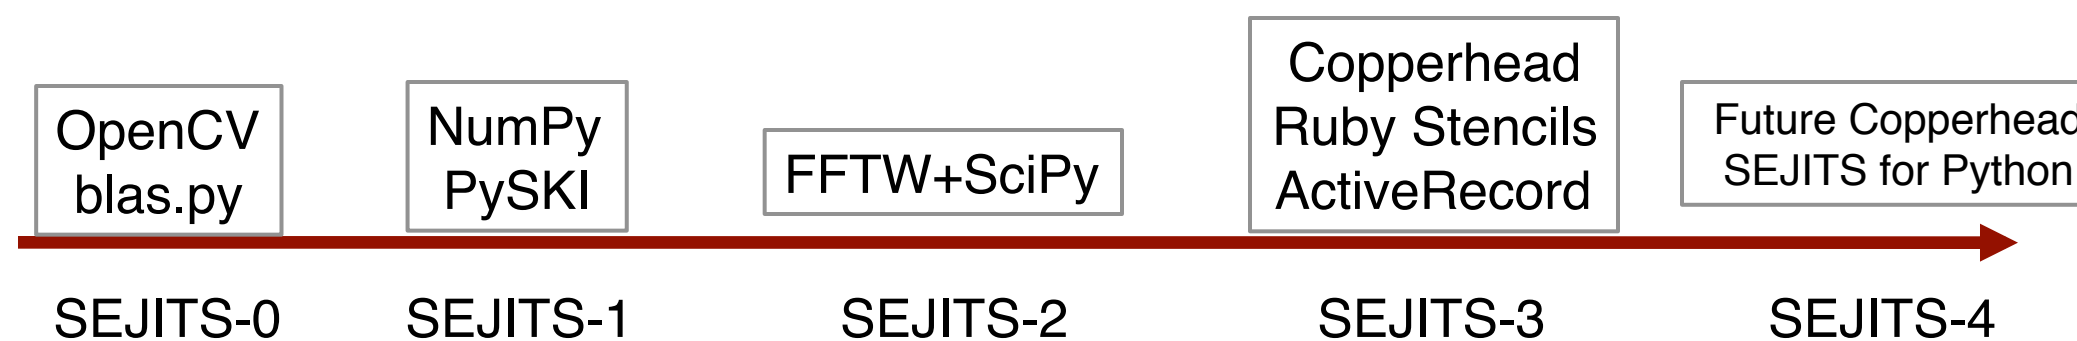 OpenCV
blas.py
NumPy
PySKI
FFTW+SciPy
Copperhead
Ruby Stencils
ActiveRecord
Future Copperhead
SEJITS for Python
SEJITS-0
SEJITS-1
SEJITS-2
SEJITS-3
SEJITS-4